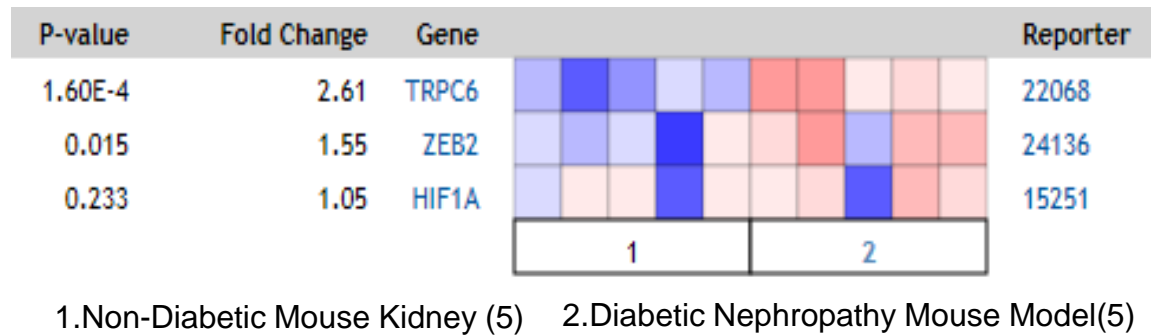 P-value Fold Change Gene Reporter
1.60E-4 2.61 TRPC6 22068
0.015 1.55 ZEB2 24136
0.233 1.05 HIF1A 15251
1 2
1.Non-Diabetic Mouse Kidney (5) 2.Diabetic Nephropathy Mouse Model(5)